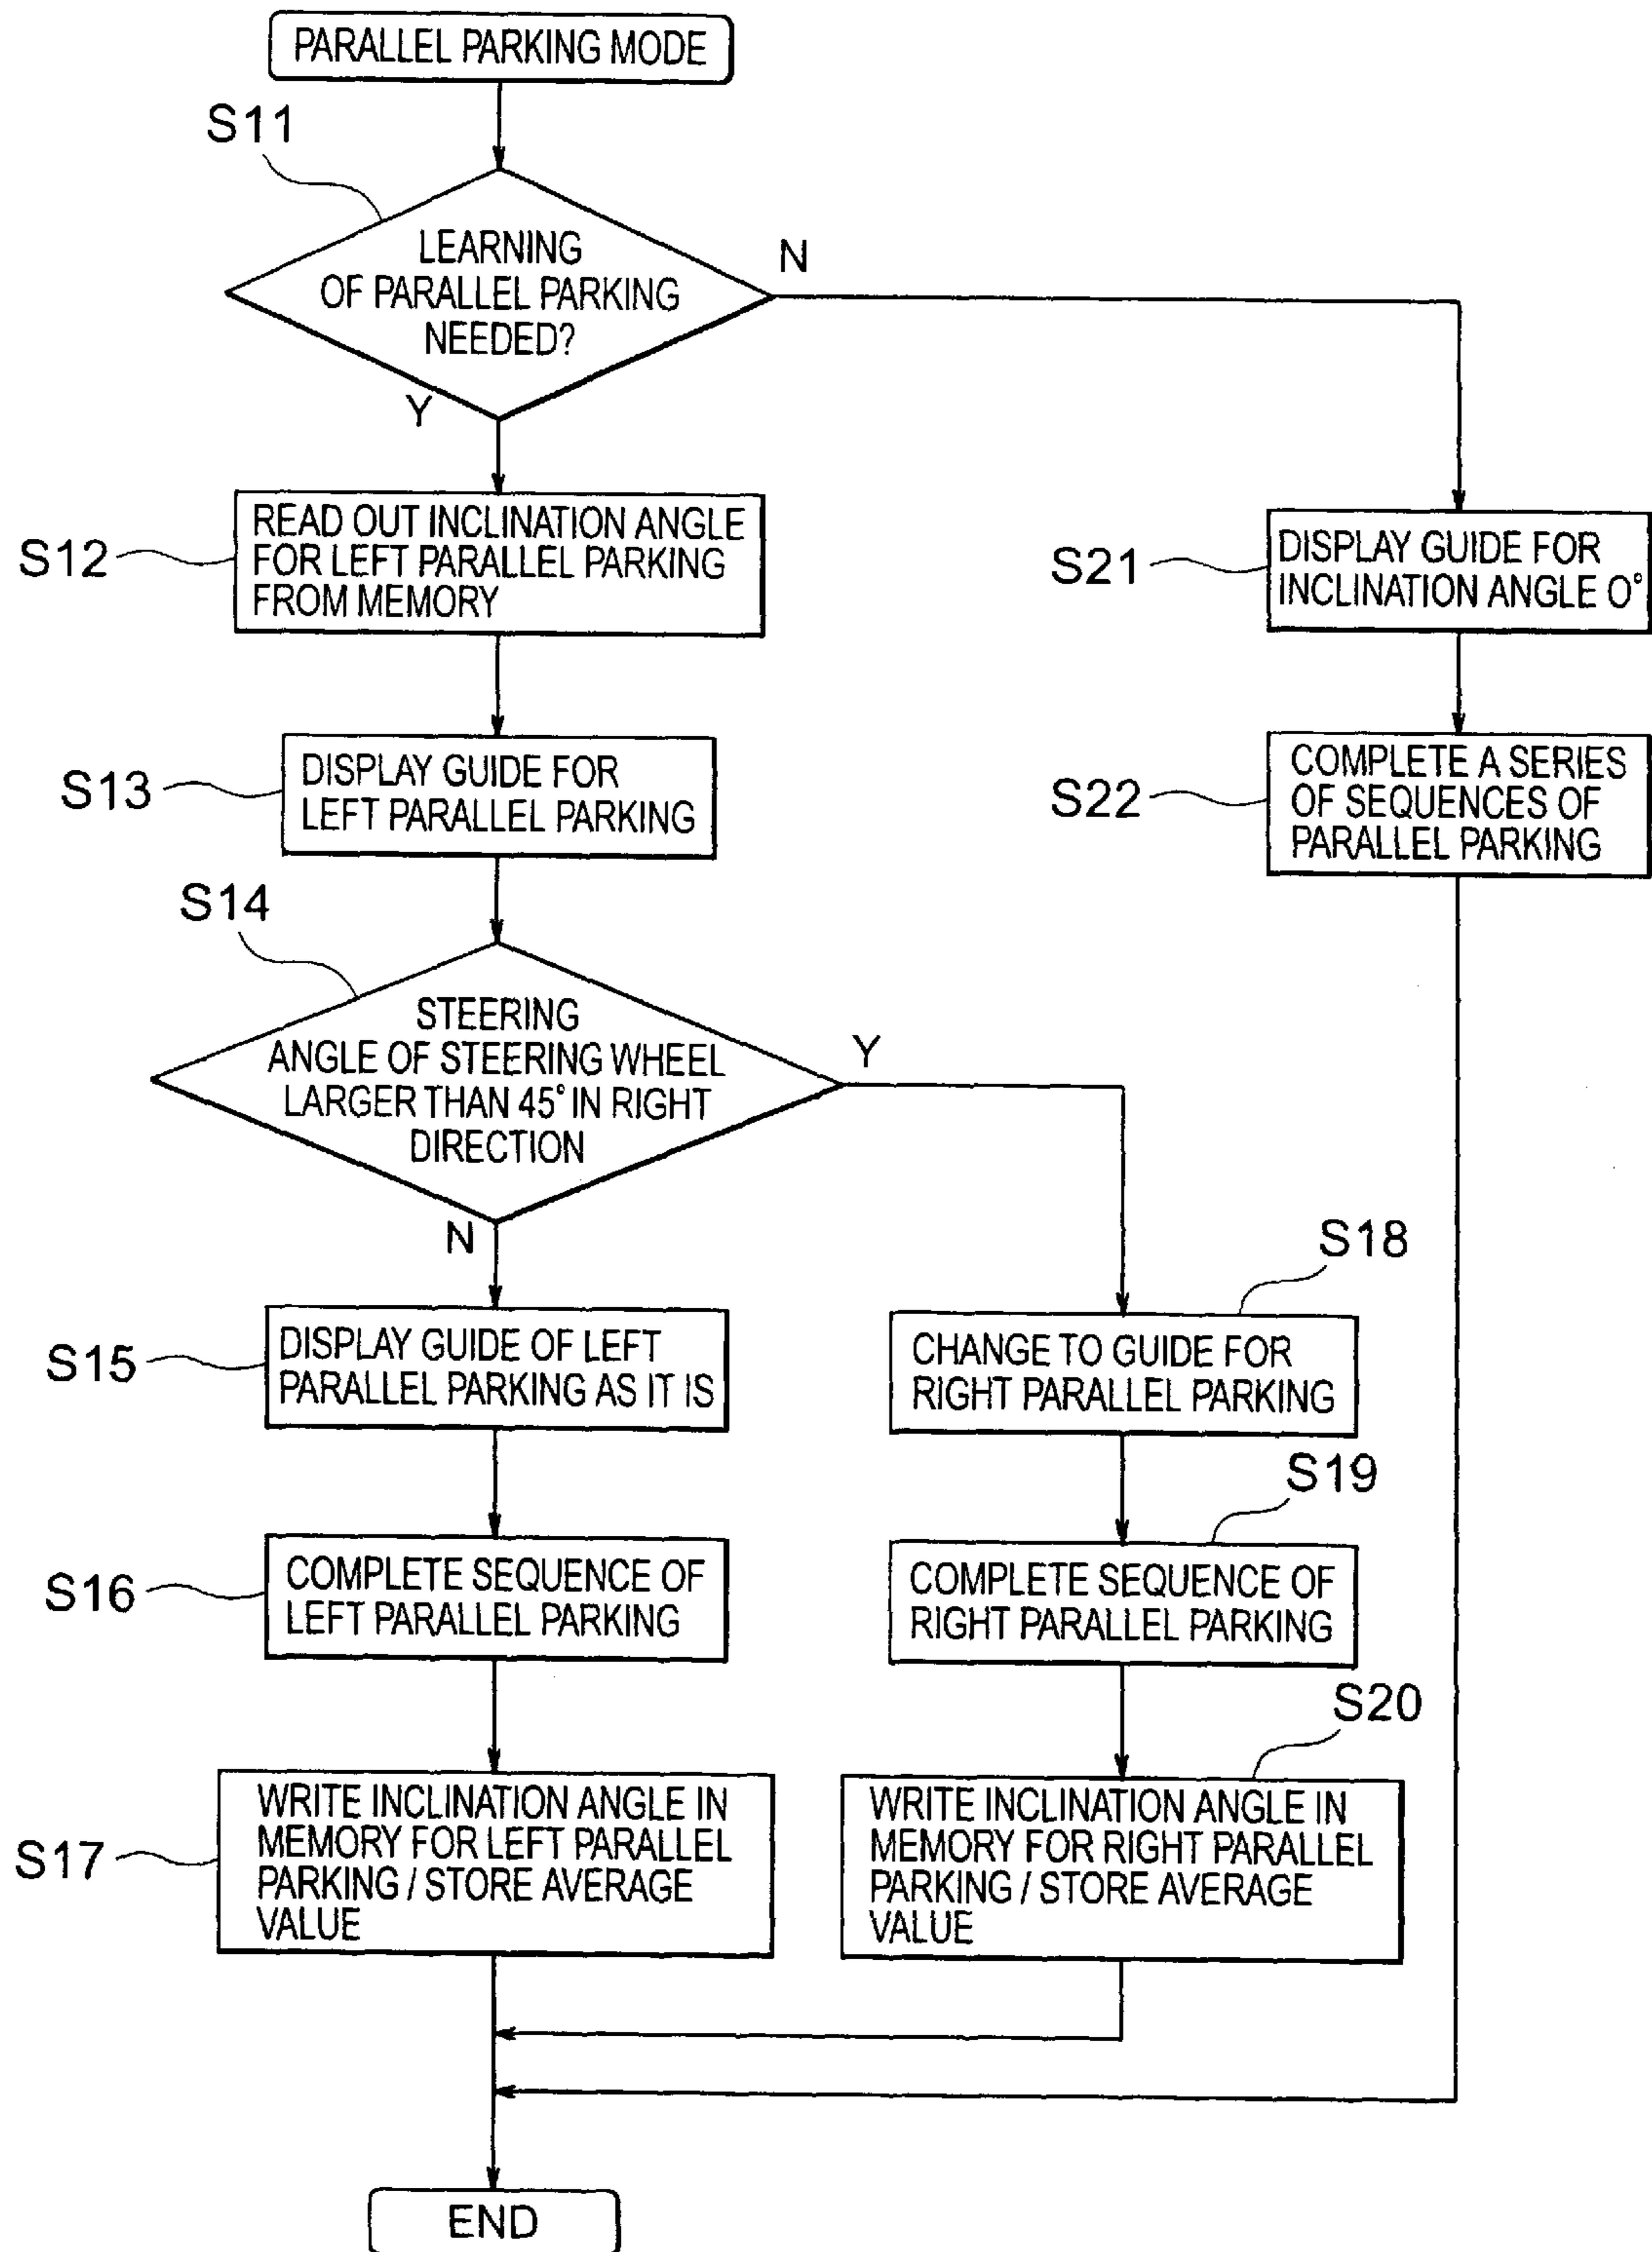 PARALLEL PARKING MODE
S11
LEARNING
OF PARALLEL PARKING
NEEDED?
N
Y
S12
READ OUT INCLINATION ANGLE
FOR LEFT PARALLEL PARKING
FROM MEMORY
S21
DISPLAY GUIDE FOR
INCLINATION ANGLE 0°
S13
DISPLAY GUIDE FOR
LEFT PARALLEL PARKING
S22
COMPLETE A SERIES
OF SEQUENCES OF
PARALLEL PARKING
S14
STEERING
ANGLE OF STEERING WHEEL
LARGER THAN 45° IN RIGHT
DIRECTION
Y
N
S15
DISPLAY GUIDE OF LEFT
PARALLEL PARKING AS IT IS
S18
CHANGE TO GUIDE FOR
RIGHT PARALLEL PARKING
S16
COMPLETE SEQUENCE OF
LEFT PARALLEL PARKING
S19
COMPLETE SEQUENCE OF
RIGHT PARALLEL PARKING
S17
WRITE INCLINATION ANGLE IN
MEMORY FOR LEFT PARALLEL
PARKING / STORE AVERAGE
VALUE
S20
WRITE INCLINATION ANGLE IN
MEMORY FOR RIGHT PARALLEL
PARKING / STORE AVERAGE
VALUE
END